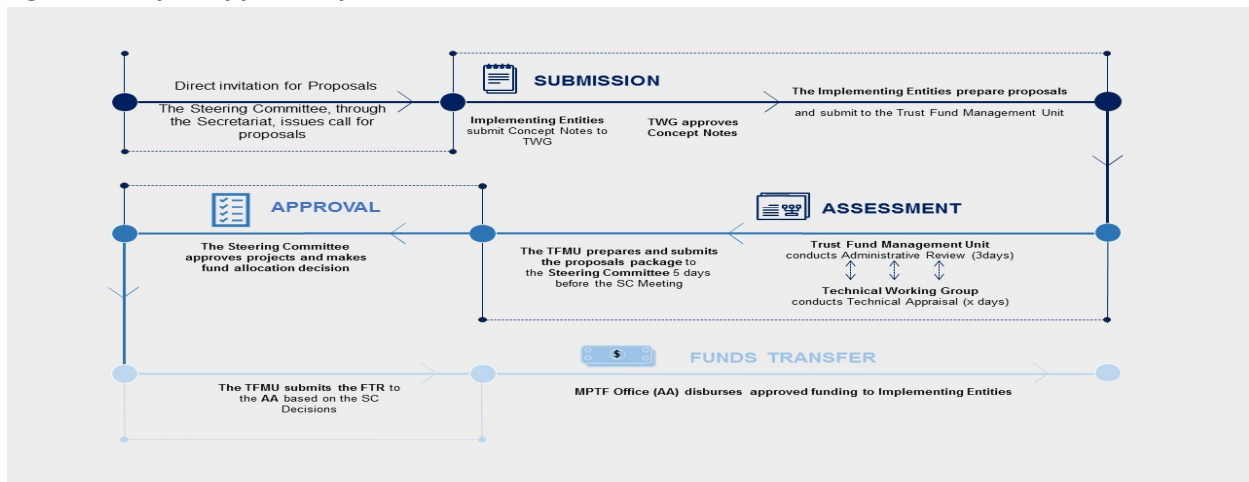 Direct invitation for Proposals
The Steering Committee, through
the Secretariat, issues call for
proposals
SUBMISSION
Implementing Entities
submit Concept Notes to
TWG
TWG approves
Concept Notes
The Implementing Entities prepare proposals
and submit to the Trust Fund Management Unit
APPROVAL
The Steering Committee
approves projects and makes
fund allocation decision
The TFMU prepares and submits
the proposals package to
the Steering Committee 5 days
before the SC Meeting
ASSESSMENT
Trust Fund Management Unit
conducts Administrative Review (3days)
Technical Working Group
conducts Technical Appraisal (x days)
The TFMU submits the FTR to
the AA based on the SC
Decisions
$
FUNDS TRANSFER
MPTF Office (AA) disburses approved funding to Implementing Entities